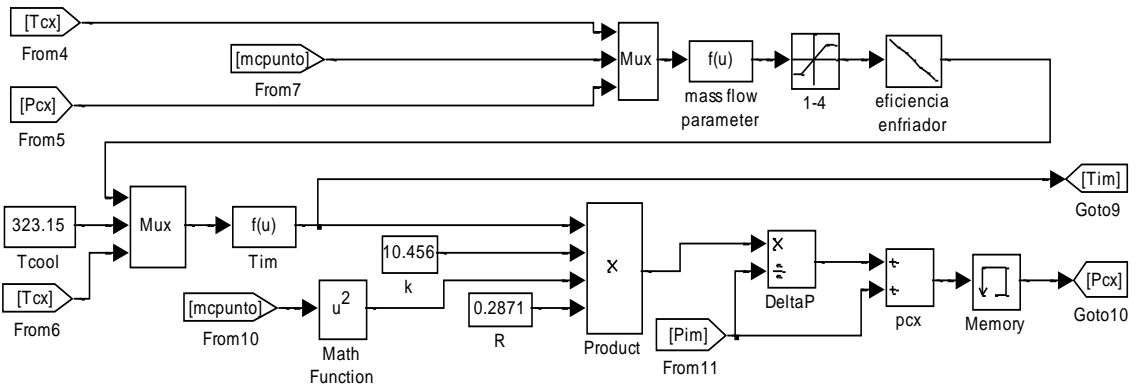 [Tcx]
From4
[mcpunto]
From7
[Pcx]
From5
Mux
f(u)
mass flow
parameter
1-4
eficiencia
enfriador
323.15
Tcool
[Tcx]
From6
Mux
f(u)
Tim
[Tim]
Goto9
10.456
k
[mcpunto]
From10
u2
Math
Function
0.2871
R
x
Product
x
÷
DeltaP
[Pim]
From11
+
+
pcx
Memory
[Pcx]
Goto10